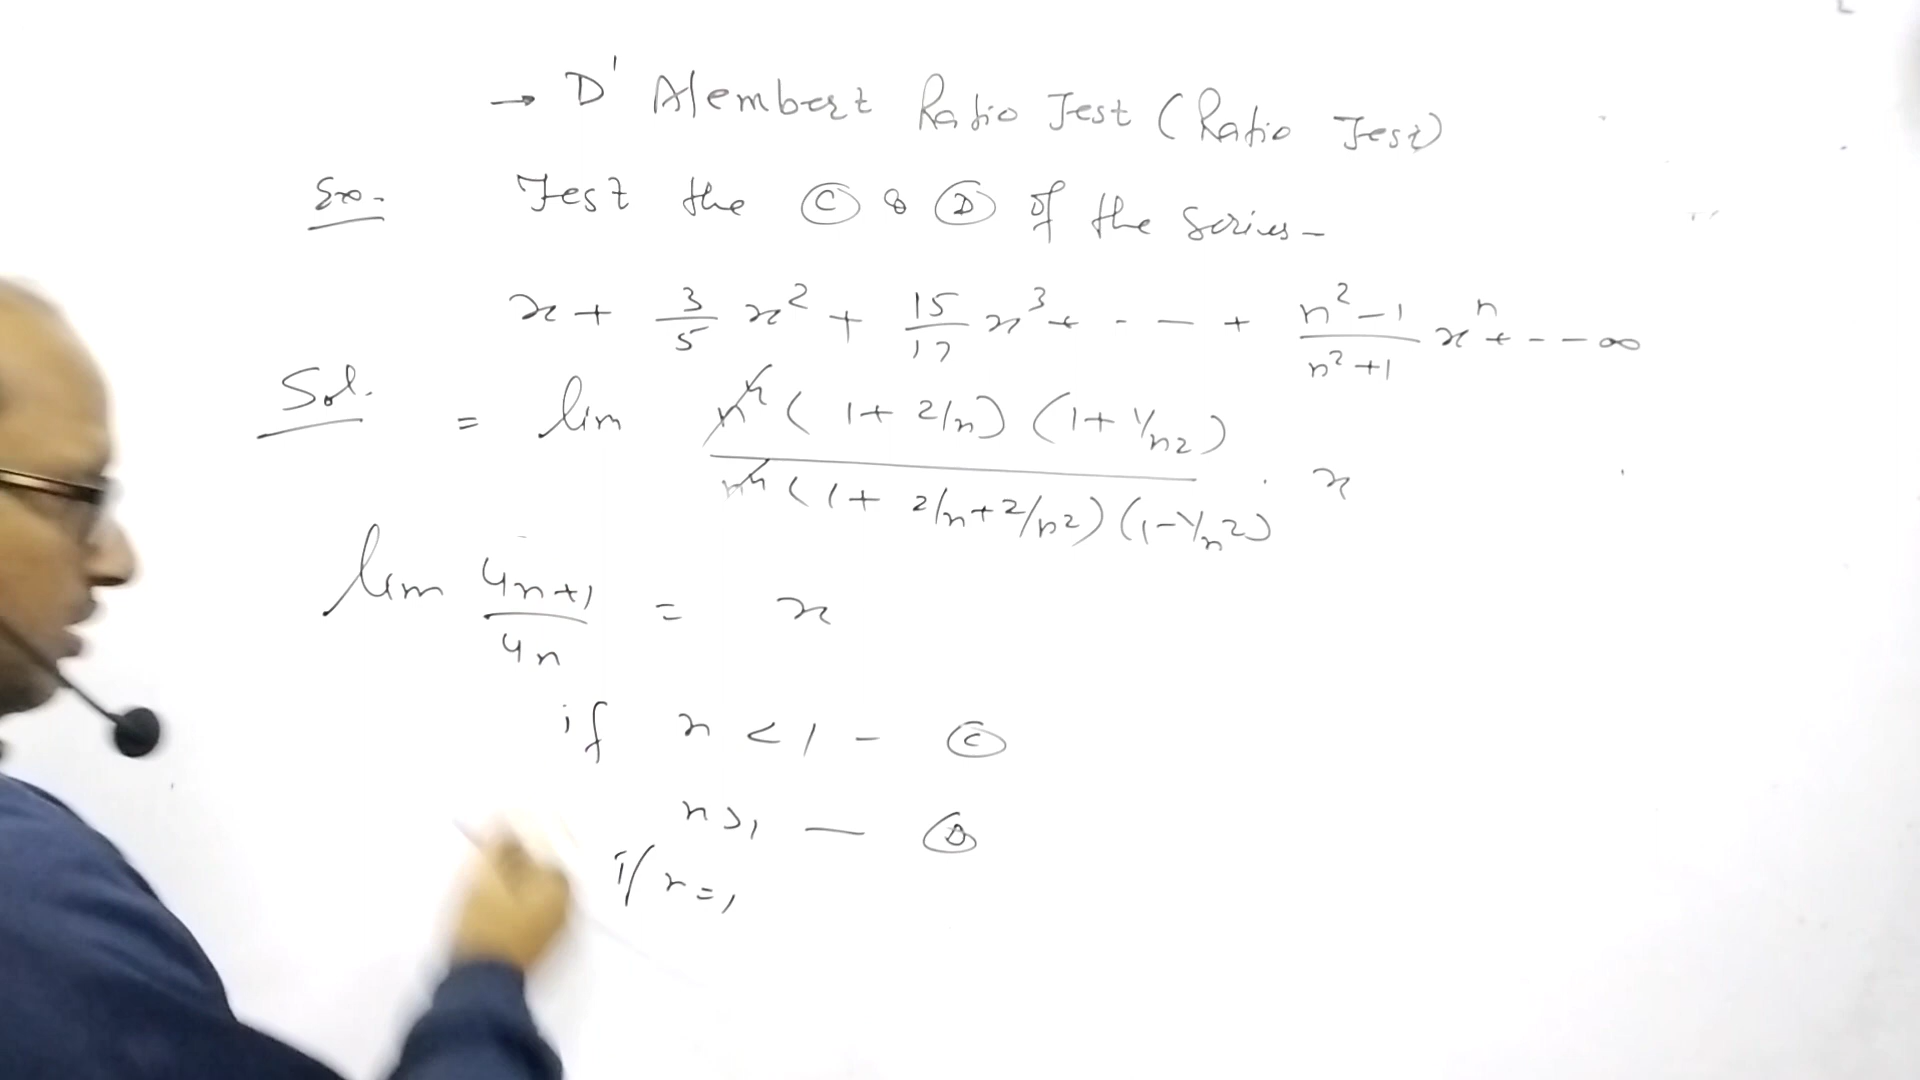 → D' Alembert Ratio Test (Ratio Test)
Ex. Test the Ⓒ & Ⓓ of the series –
x + 3/5 x² + 15/17 x³ + - - - + (n² – 1)/(n² + 1) xⁿ + - - - ∞
Sol. = lim n⁴ (1 + 2/n) (1 + 1/n²) / n⁴ (1 + 2/n + 2/n²) (1 – 1/n²) . x
lim 4n+1 / 4n = x
if x < 1 – Ⓒ
x > 1 — Ⓓ
If x = 1